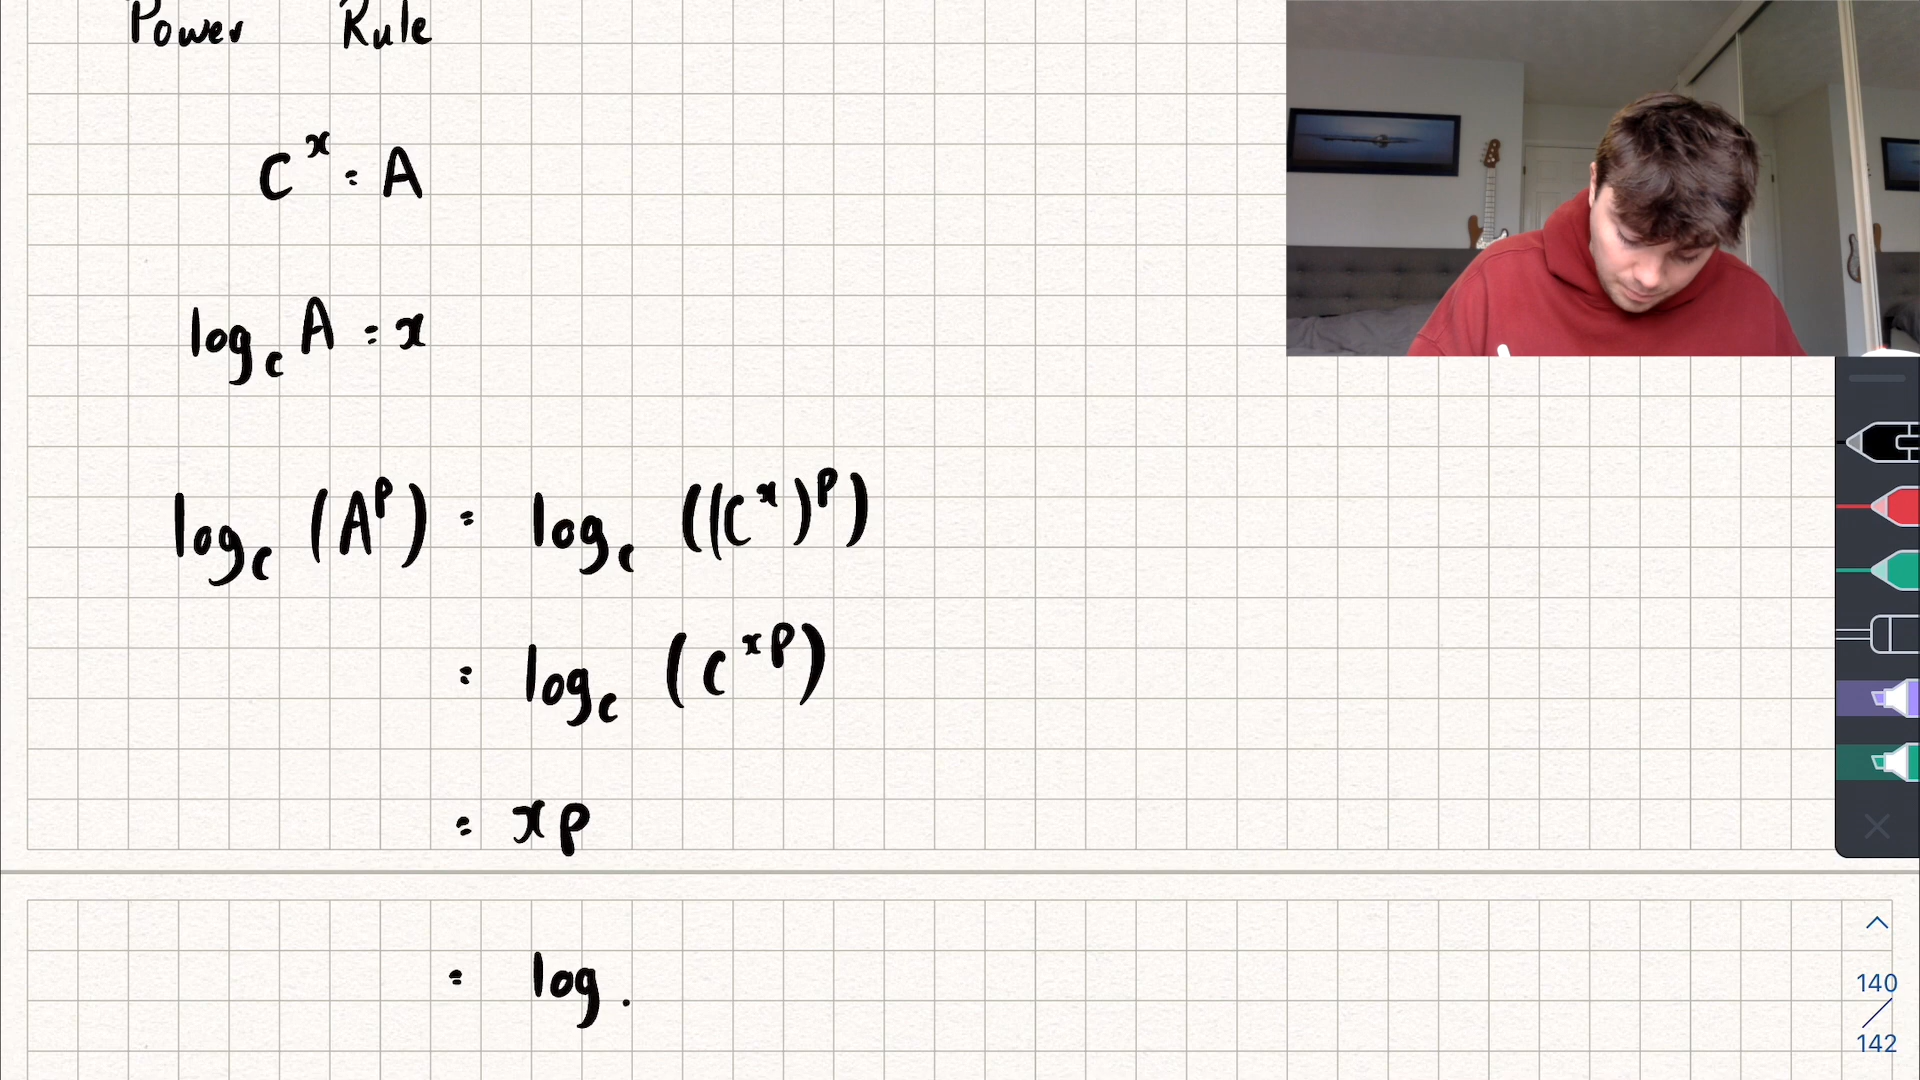 Power Rule
C^x = A
log_c A = x
log_c (A^p) = log_c ((C^x)^p)
= log_c (C^xp)
= xp
= log .
140
/
142